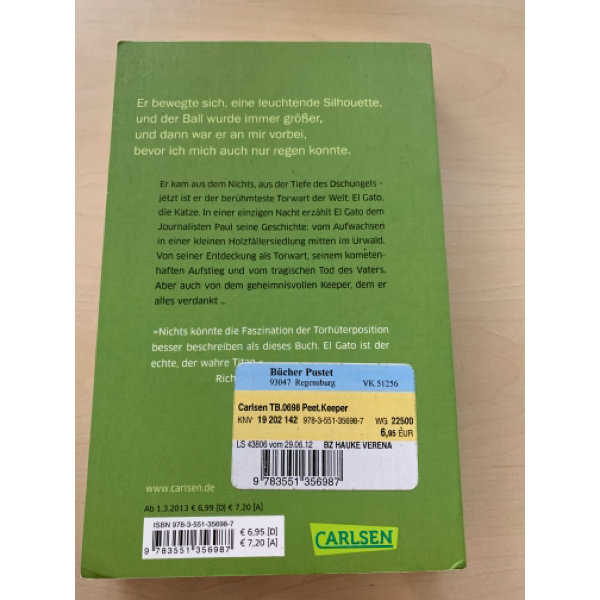 Er bewegte sich, eine leuchtende Silhouette,
und der Ball wurde immer größer,
und dann war er an mir vorbei,
bevor ich mich auch nur regen konnte.
Er kam aus dem Nichts, aus der Tiefe des Dschungels –
jetzt ist er der berühmteste Torwart der Welt: El Gato,
die Katze. In einer einzigen Nacht erzählt El Gato dem
Journalisten Paul seine Geschichte: vom Aufwachsen
in einer kleinen Holzfällersiedlung mitten im Urwald.
Von seiner Entdeckung als Torwart, seinem kometen-
haften Aufstieg und vom tragischen Tod des Vaters.
Aber auch von dem geheimnisvollen Keeper, dem er
alles verdankt ...
»Nichts könnte die Faszination der Torhüterposition
besser beschreiben als dieses Buch. El Gato ist der
echte, der wahre Titan.«
Rich
Bücher Pustet
93047 Regensburg VK 51256
Carlsen TB.0698 Peet.Keeper
KNV 19 202 142 978-3-551-35698-7 WG 22500
6,95 EUR
LS 43806 vom 29.06.12 BZ HAUKE VERENA
9 783551 356987
www.carlsen.de
Ab 1.3.2013 € 6,99 [D] € 7,20 [A]
ISBN 978-3-551-35698-7
€ 6,95 [D]
€ 7,20 [A]
9 783551 356987
CARLSEN